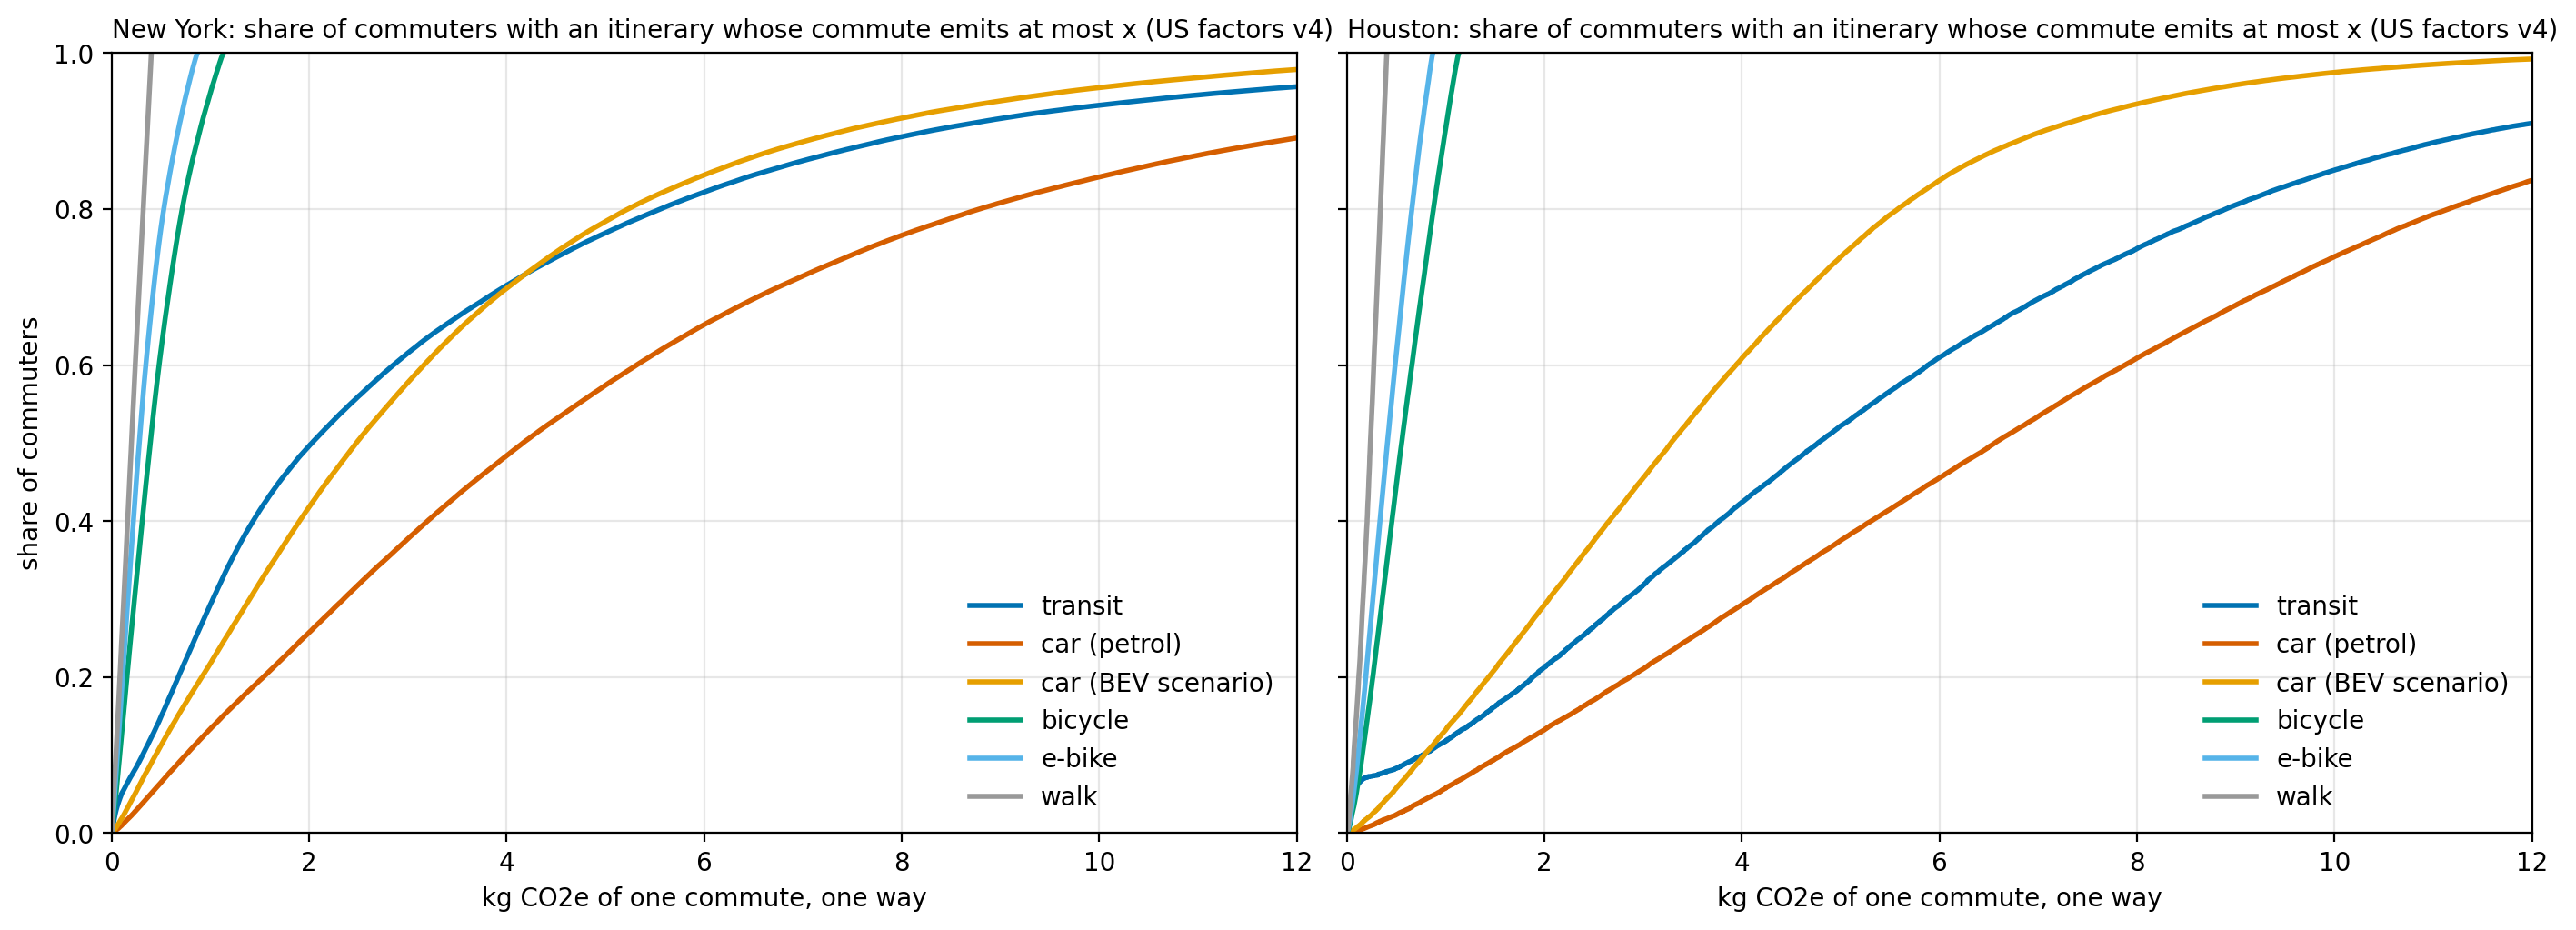 New York: share of commuters with an itinerary whose commute emits at most x (US factors v4)
1.0
0.8
0.6
0.4
0.2
0.0
share of commuters
0 2 4 6 8 10 12
kg CO2e of one commute, one way
transit
car (petrol)
car (BEV scenario)
bicycle
e-bike
walk
Houston: share of commuters with an itinerary whose commute emits at most x (US factors v4)
0 2 4 6 8 10 12
kg CO2e of one commute, one way
transit
car (petrol)
car (BEV scenario)
bicycle
e-bike
walk